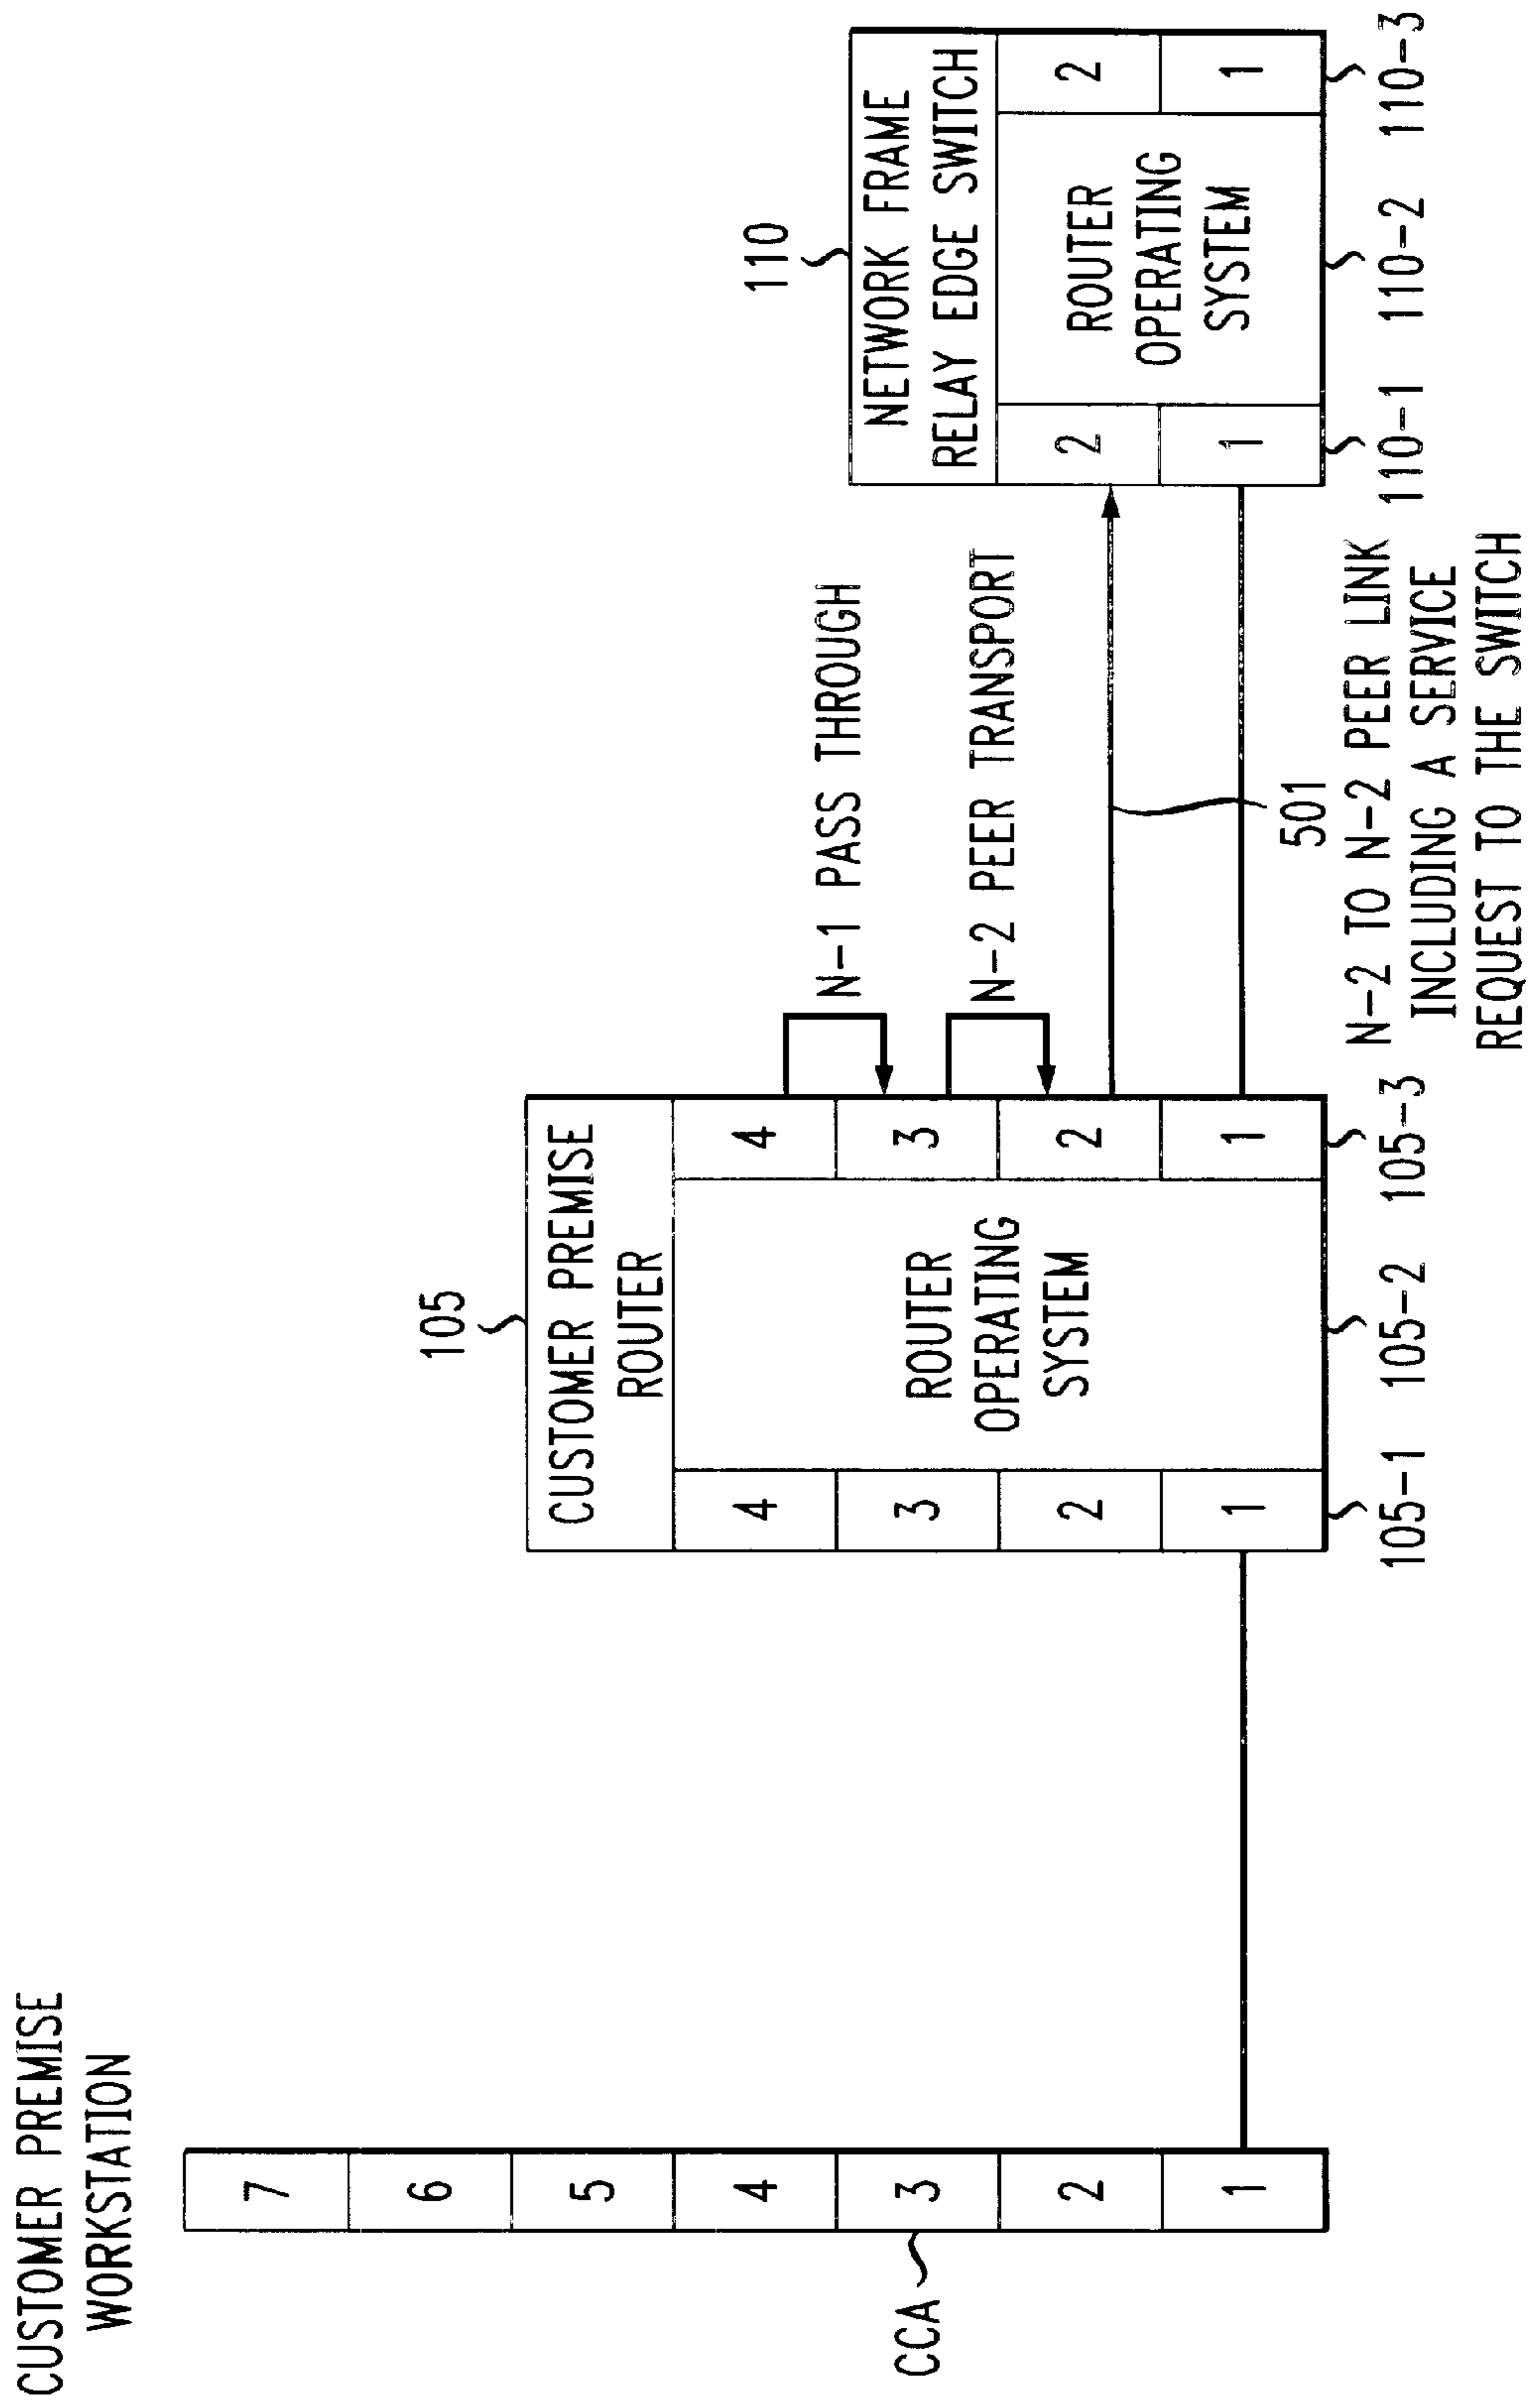 CUSTOMER PREMISE
WORKSTATION
7
6
5
4
3
2
1
CCA
105
CUSTOMER PREMISE
ROUTER
4
3
2
1
ROUTER
OPERATING
SYSTEM
4
3
2
1
105-1
105-2
105-3
N-1 PASS THROUGH
N-2 PEER TRANSPORT
501
N-2 TO N-2 PEER LINK
INCLUDING A SERVICE
REQUEST TO THE SWITCH
110
NETWORK FRAME
RELAY EDGE SWITCH
2
1
ROUTER
OPERATING
SYSTEM
2
1
110-1
110-2
110-3